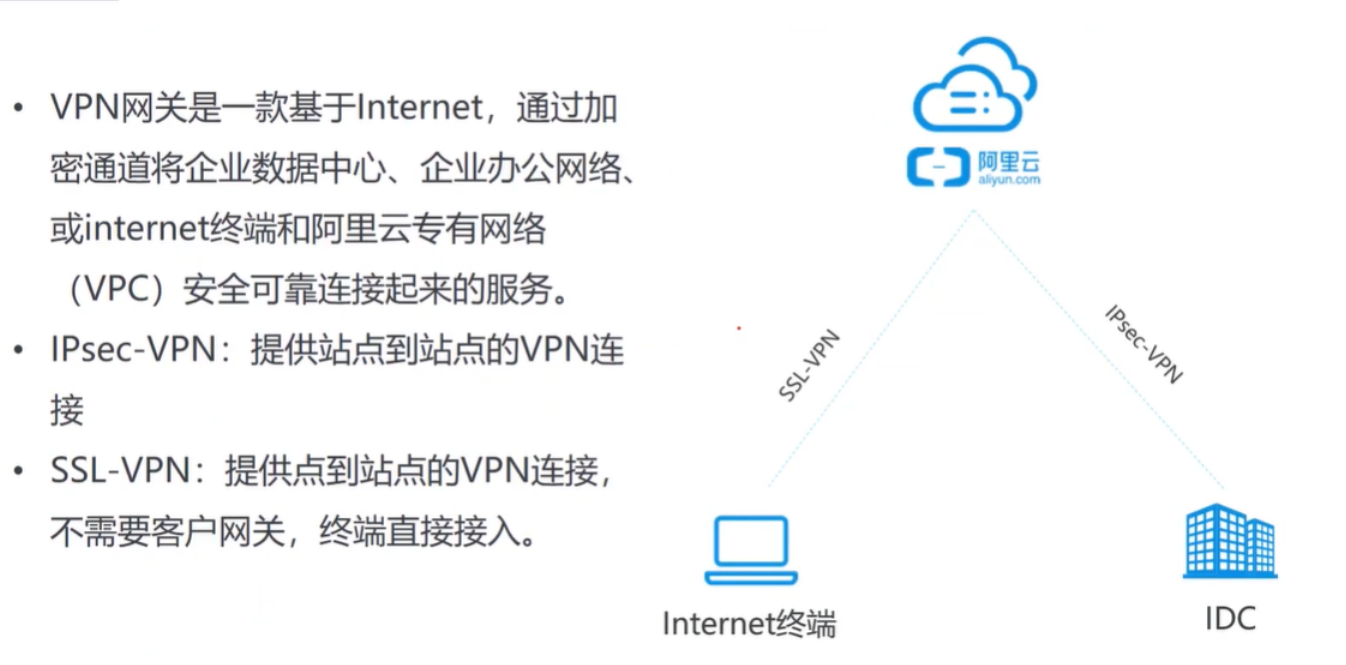 • VPN网关是一款基于Internet，通过加
密通道将企业数据中心、企业办公网络、
或internet终端和阿里云专有网络
（VPC）安全可靠连接起来的服务。
• IPsec-VPN：提供站点到站点的VPN连
接
• SSL-VPN：提供点到站点的VPN连接，
不需要客户网关，终端直接接入。
阿里云
aliyun.com
SSL-VPN
IPsec-VPN
Internet终端
IDC